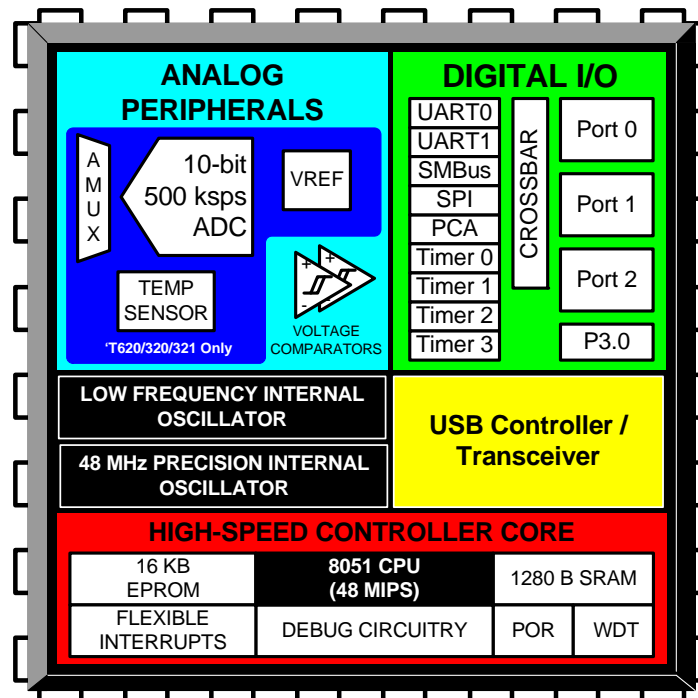 ANALOG
PERIPHERALS
A
M
U
X
10-bit
500 ksps
ADC
VREF
TEMP
SENSOR
'T620/320/321 Only
+
-
+
-
VOLTAGE
COMPARATORS
DIGITAL I/O
UART0
UART1
SMBus
SPI
PCA
Timer 0
Timer 1
Timer 2
Timer 3
CROSSBAR
Port 0
Port 1
Port 2
P3.0
LOW FREQUENCY INTERNAL
OSCILLATOR
48 MHz PRECISION INTERNAL
OSCILLATOR
USB Controller /
Transceiver
HIGH-SPEED CONTROLLER CORE
16 KB
EPROM
8051 CPU
(48 MIPS)
1280 B SRAM
FLEXIBLE
INTERRUPTS
DEBUG CIRCUITRY
POR
WDT